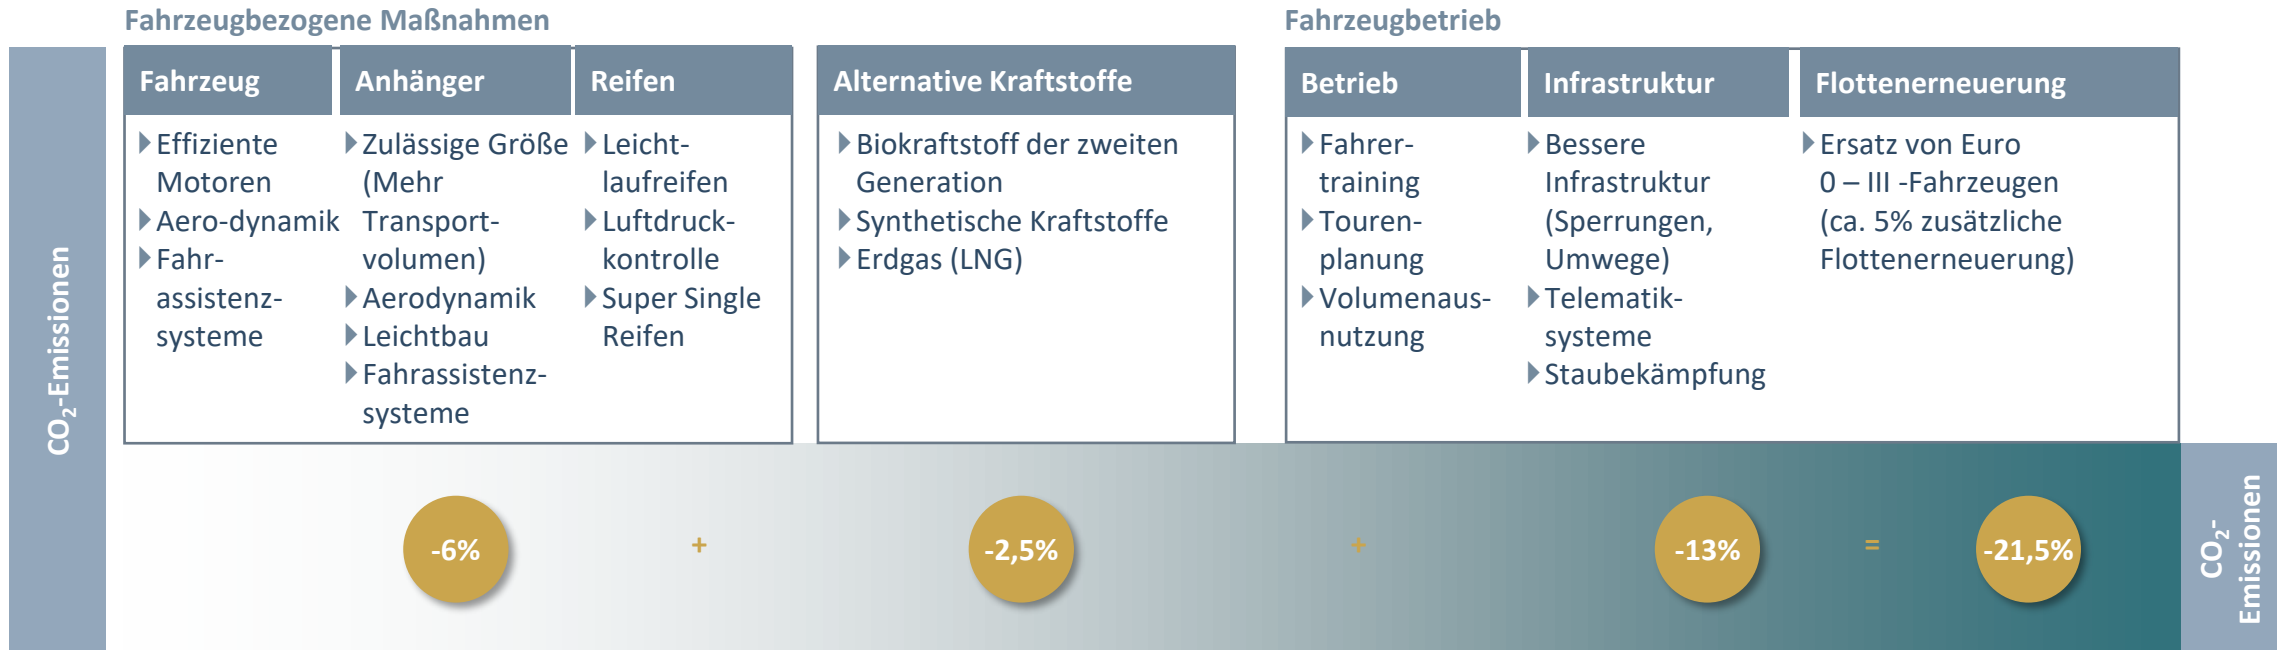 Fahrzeugbezogene Maßnahmen
Fahrzeugbetrieb
CO₂-Emissionen
Fahrzeug
Effiziente
Motoren
Aero-dynamik
Fahr-
assistenz-
systeme
Anhänger
Zulässige Größe
(Mehr
Transport-
volumen)
Aerodynamik
Leichtbau
Fahrassistenz-
systeme
Reifen
Leicht-
laufreifen
Luftdruck-
kontrolle
Super Single
Reifen
Alternative Kraftstoffe
Biokraftstoff der zweiten
Generation
Synthetische Kraftstoffe
Erdgas (LNG)
Betrieb
Fahrer-
training
Touren-
planung
Volumenaus-
nutzung
Infrastruktur
Bessere
Infrastruktur
(Sperrungen,
Umwege)
Telematik-
systeme
Staubekämpfung
Flottenerneuerung
Ersatz von Euro
0 – III -Fahrzeugen
(ca. 5% zusätzliche
Flottenerneuerung)
-6% + -2,5% + -13% = -21,5%
CO₂-
Emissionen